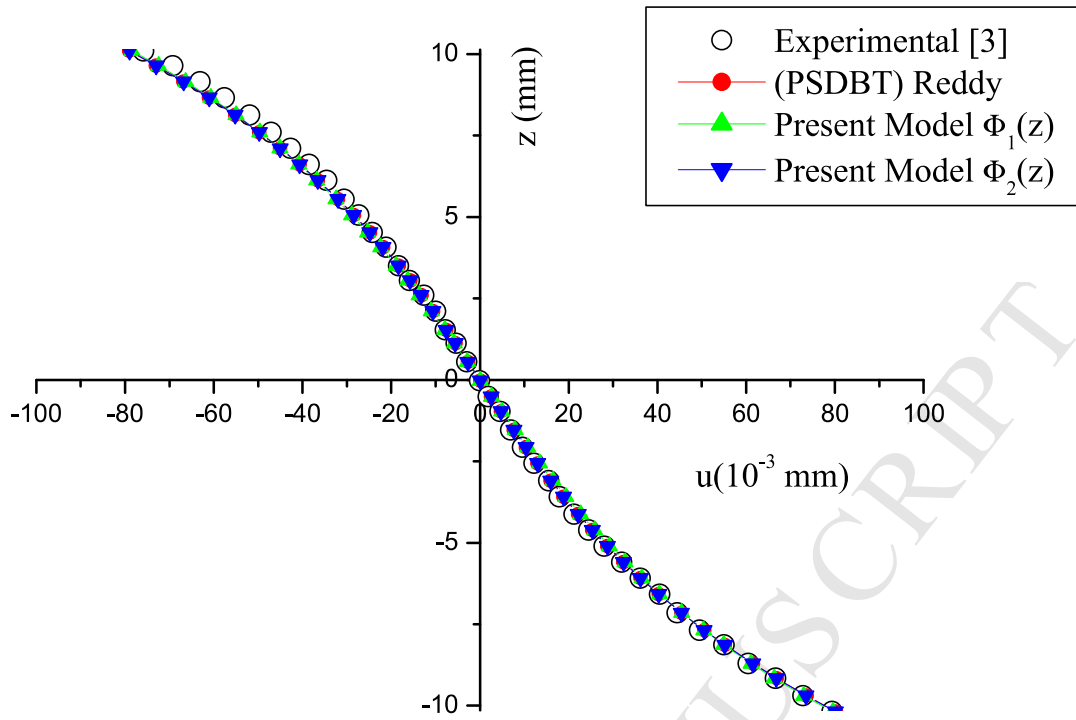 Experimental [3]
(PSDBT) Reddy
Present Model Φ₁(z)
Present Model Φ₂(z)
z (mm)
10
5
0
-5
-10
-100 -80 -60 -40 -20 0 20 40 60 80 100
u(10⁻³ mm)
USCRIPT